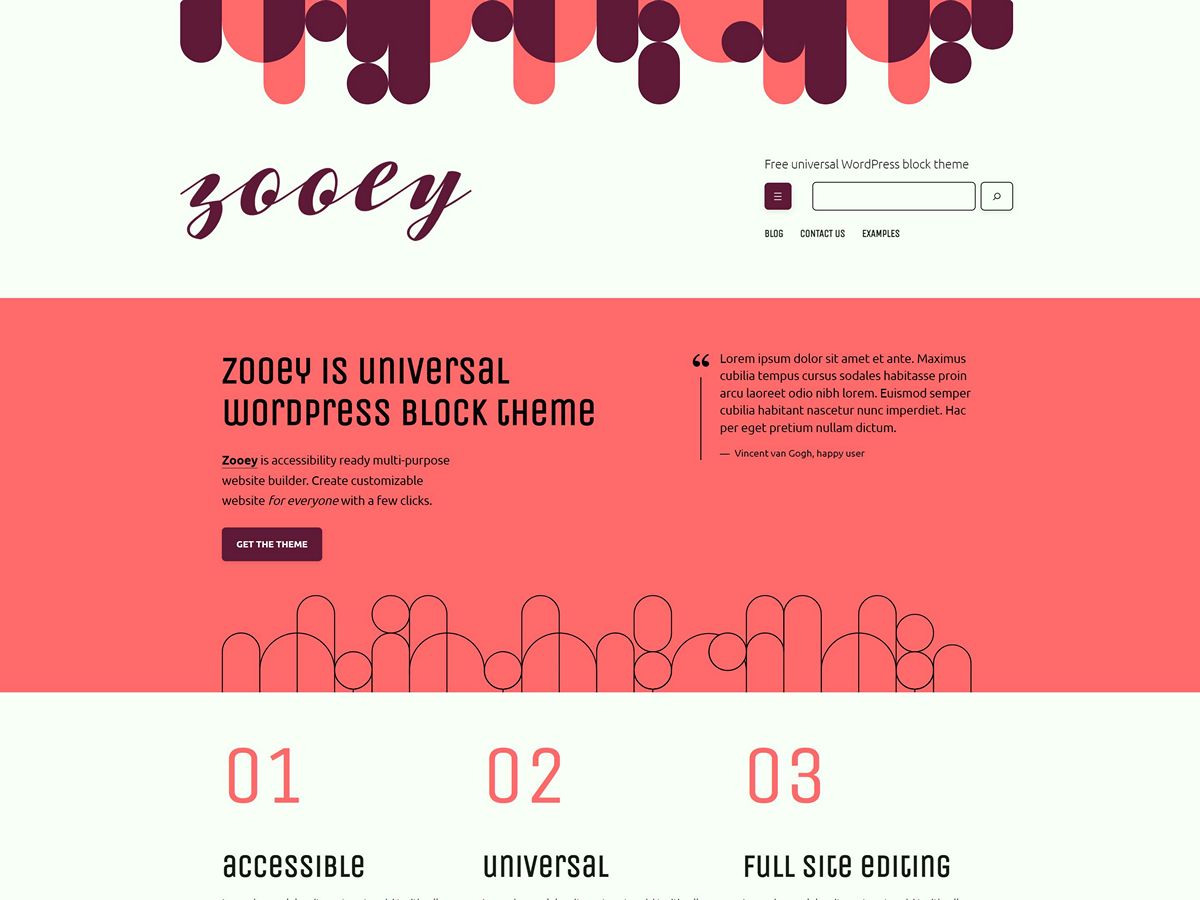 zooey
Free universal WordPress block theme
BLOG CONTACT US EXAMPLES
Zooey is universal
WordPress block theme
Zooey is accessibility ready multi-purpose
website builder. Create customizable
website for everyone with a few clicks.
GET THE THEME
“ Lorem ipsum dolor sit amet et ante. Maximus
cubilia tempus cursus sodales habitasse proin
arcu laoreet odio nibh lorem. Euismod semper
cubilia habitant nascetur nunc imperdiet. Hac
per eget pretium nullam dictum.
— Vincent van Gogh, happy user
01 02 03
Accessible Universal Full site editing